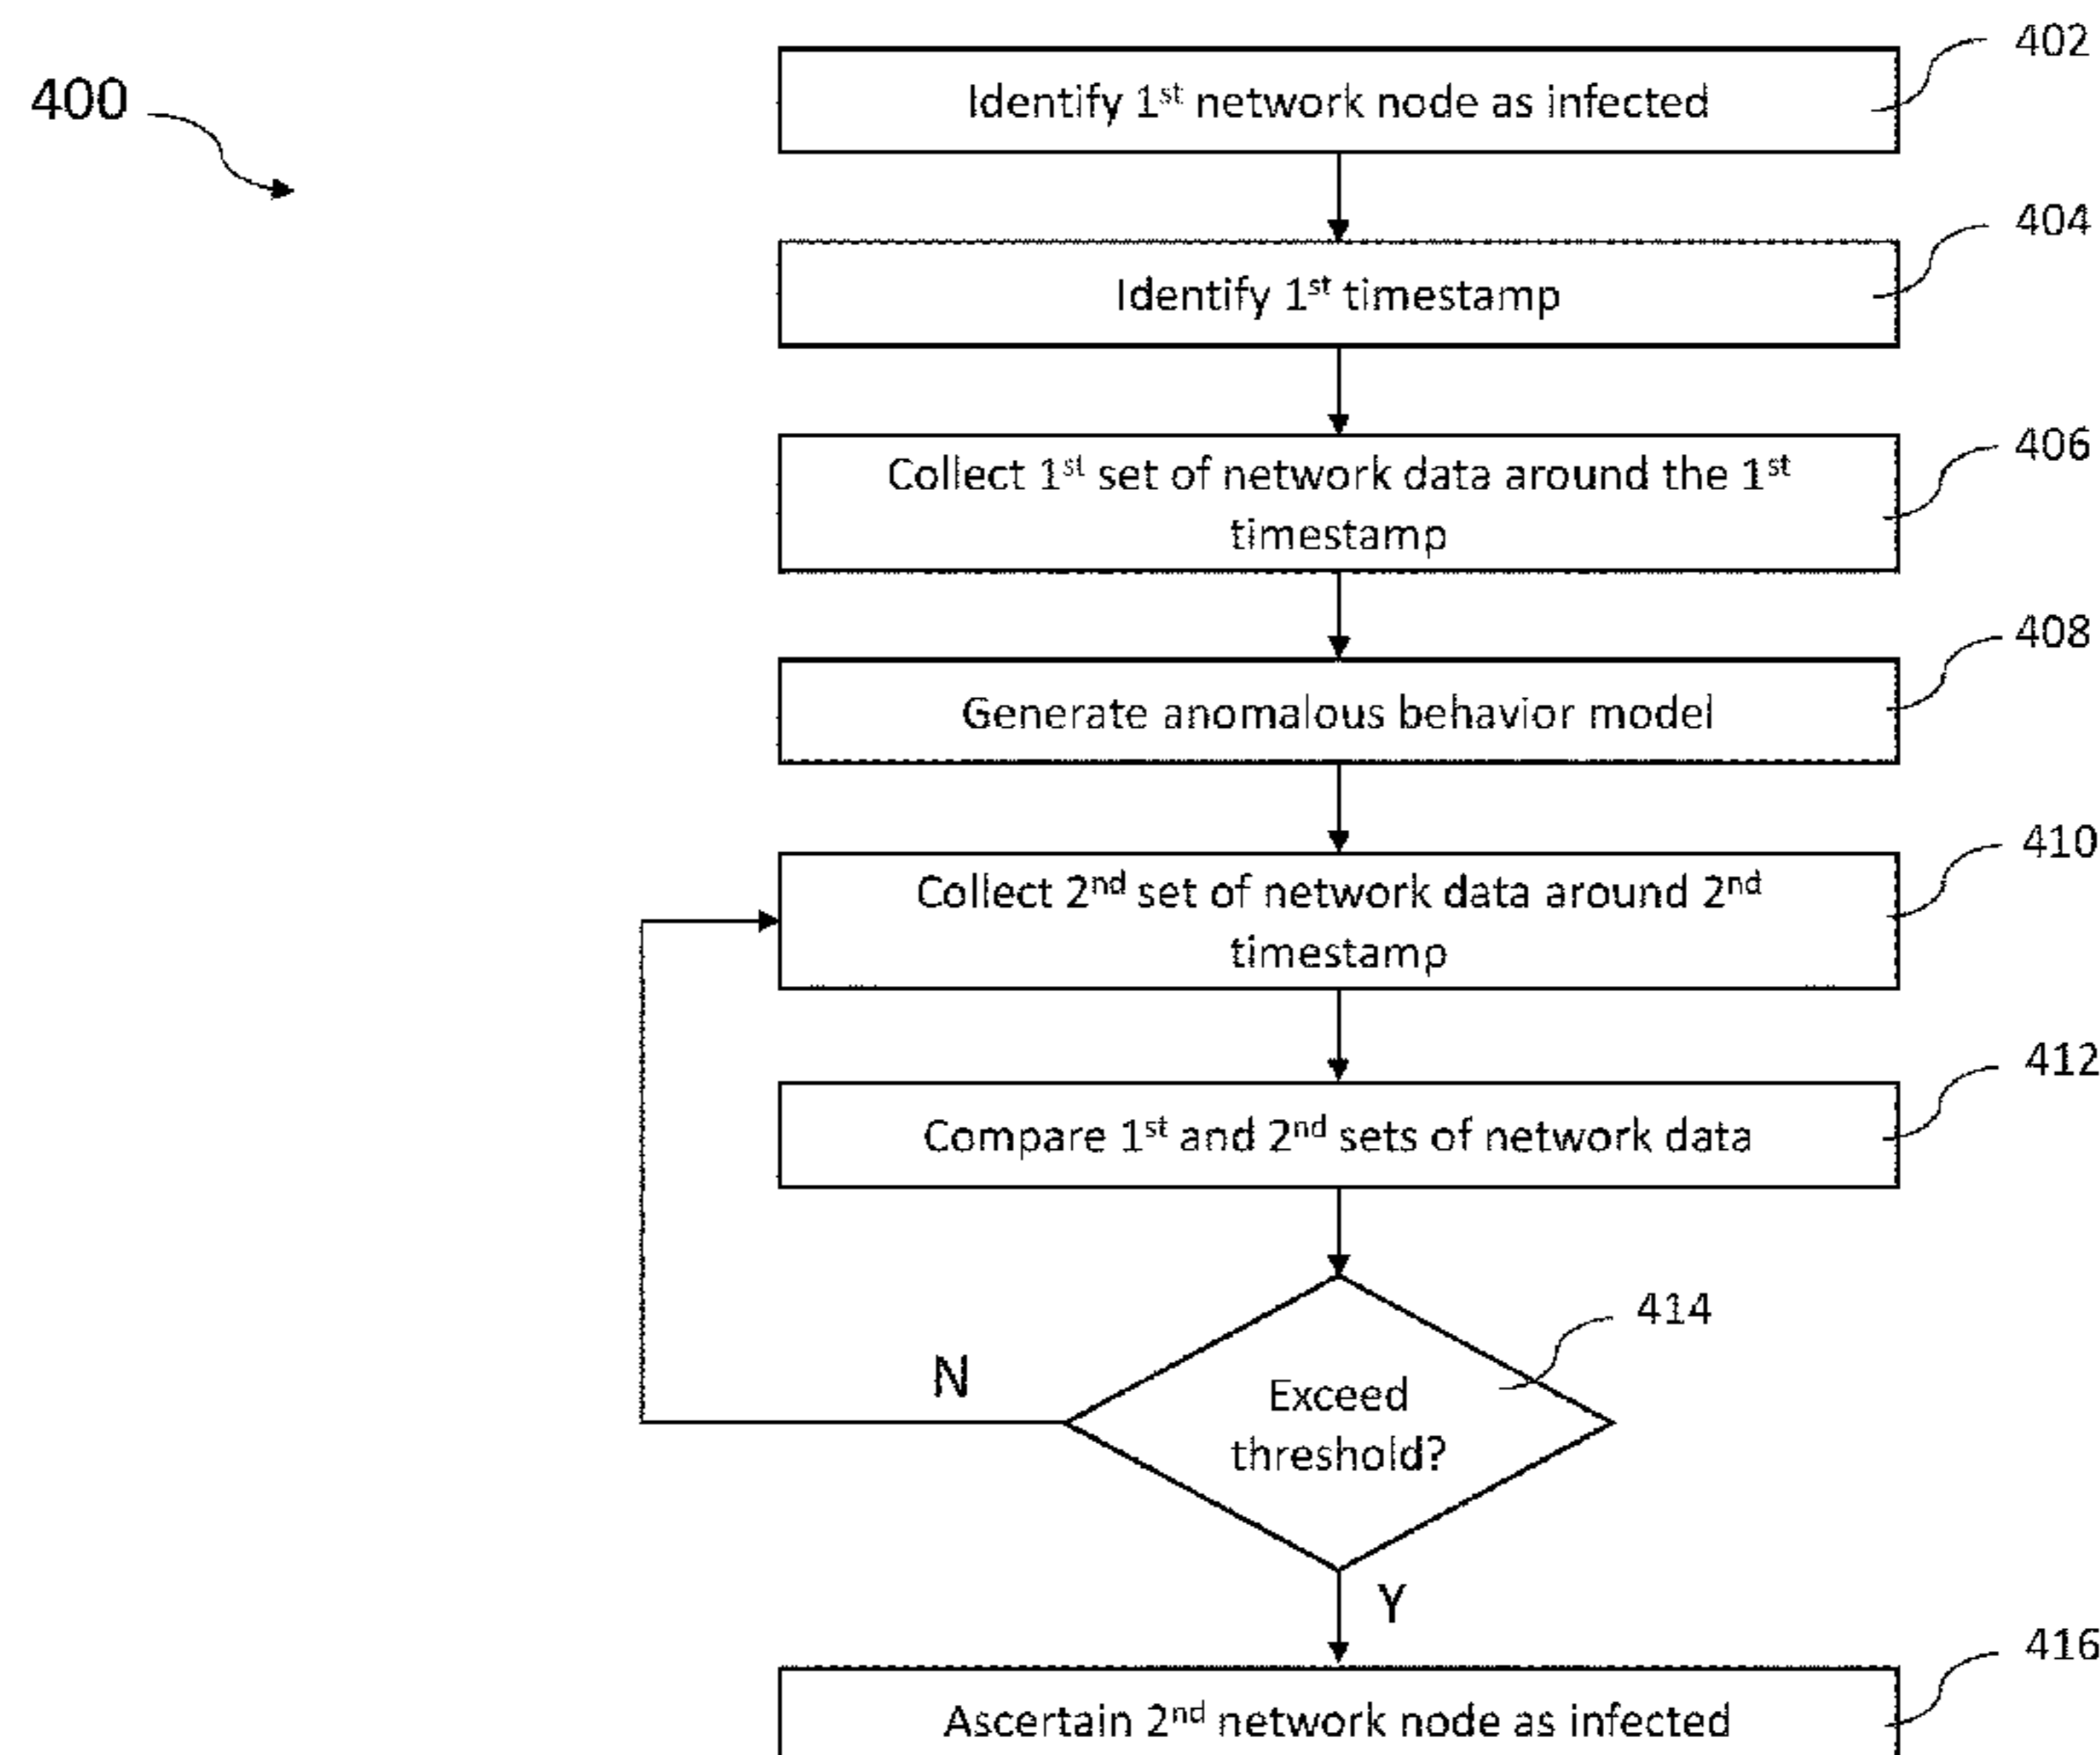 400
402
Identify 1st network node as infected
404
Identify 1st timestamp
406
Collect 1st set of network data around the 1st
timestamp
408
Generate anomalous behavior model
410
Collect 2nd set of network data around 2nd
timestamp
412
Compare 1st and 2nd sets of network data
414
Exceed
threshold?
N
Y
416
Ascertain 2nd network node as infected